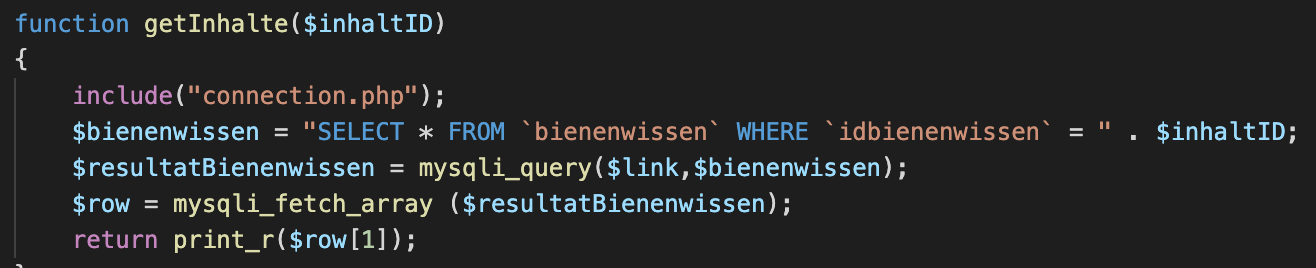 function getInhalte($inhaltID)
{
include("connection.php");
$bienenwissen = "SELECT * FROM `bienenwissen` WHERE `idbienenwissen` = " . $inhaltID;
$resultatBienenwissen = mysqli_query($link,$bienenwissen);
$row = mysqli_fetch_array ($resultatBienenwissen);
return print_r($row[1]);
}